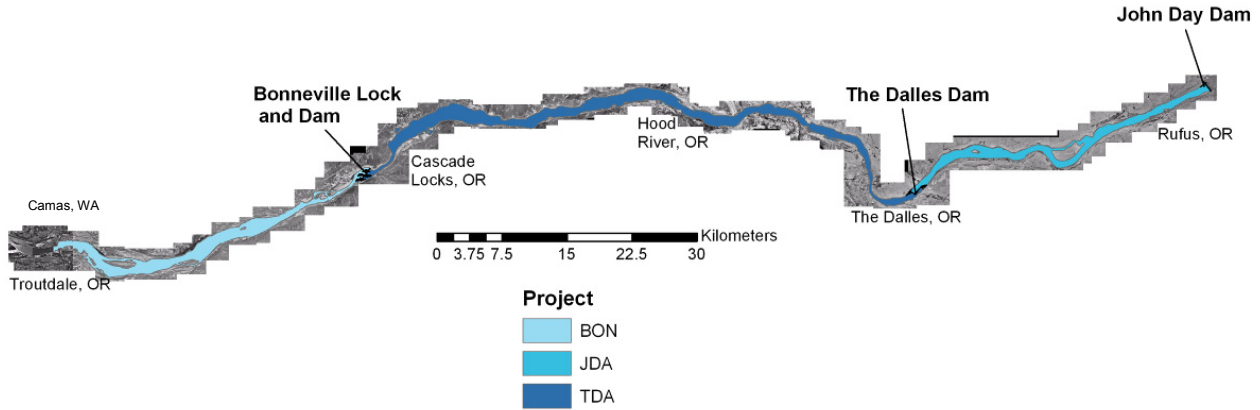 John Day Dam
Bonneville Lock
and Dam
The Dalles Dam
Hood
River, OR
Rufus, OR
Cascade
Locks, OR
Camas, WA
The Dalles, OR
Kilometers
0 3.75 7.5 15 22.5 30
Troutdale, OR
Project
BON
JDA
TDA